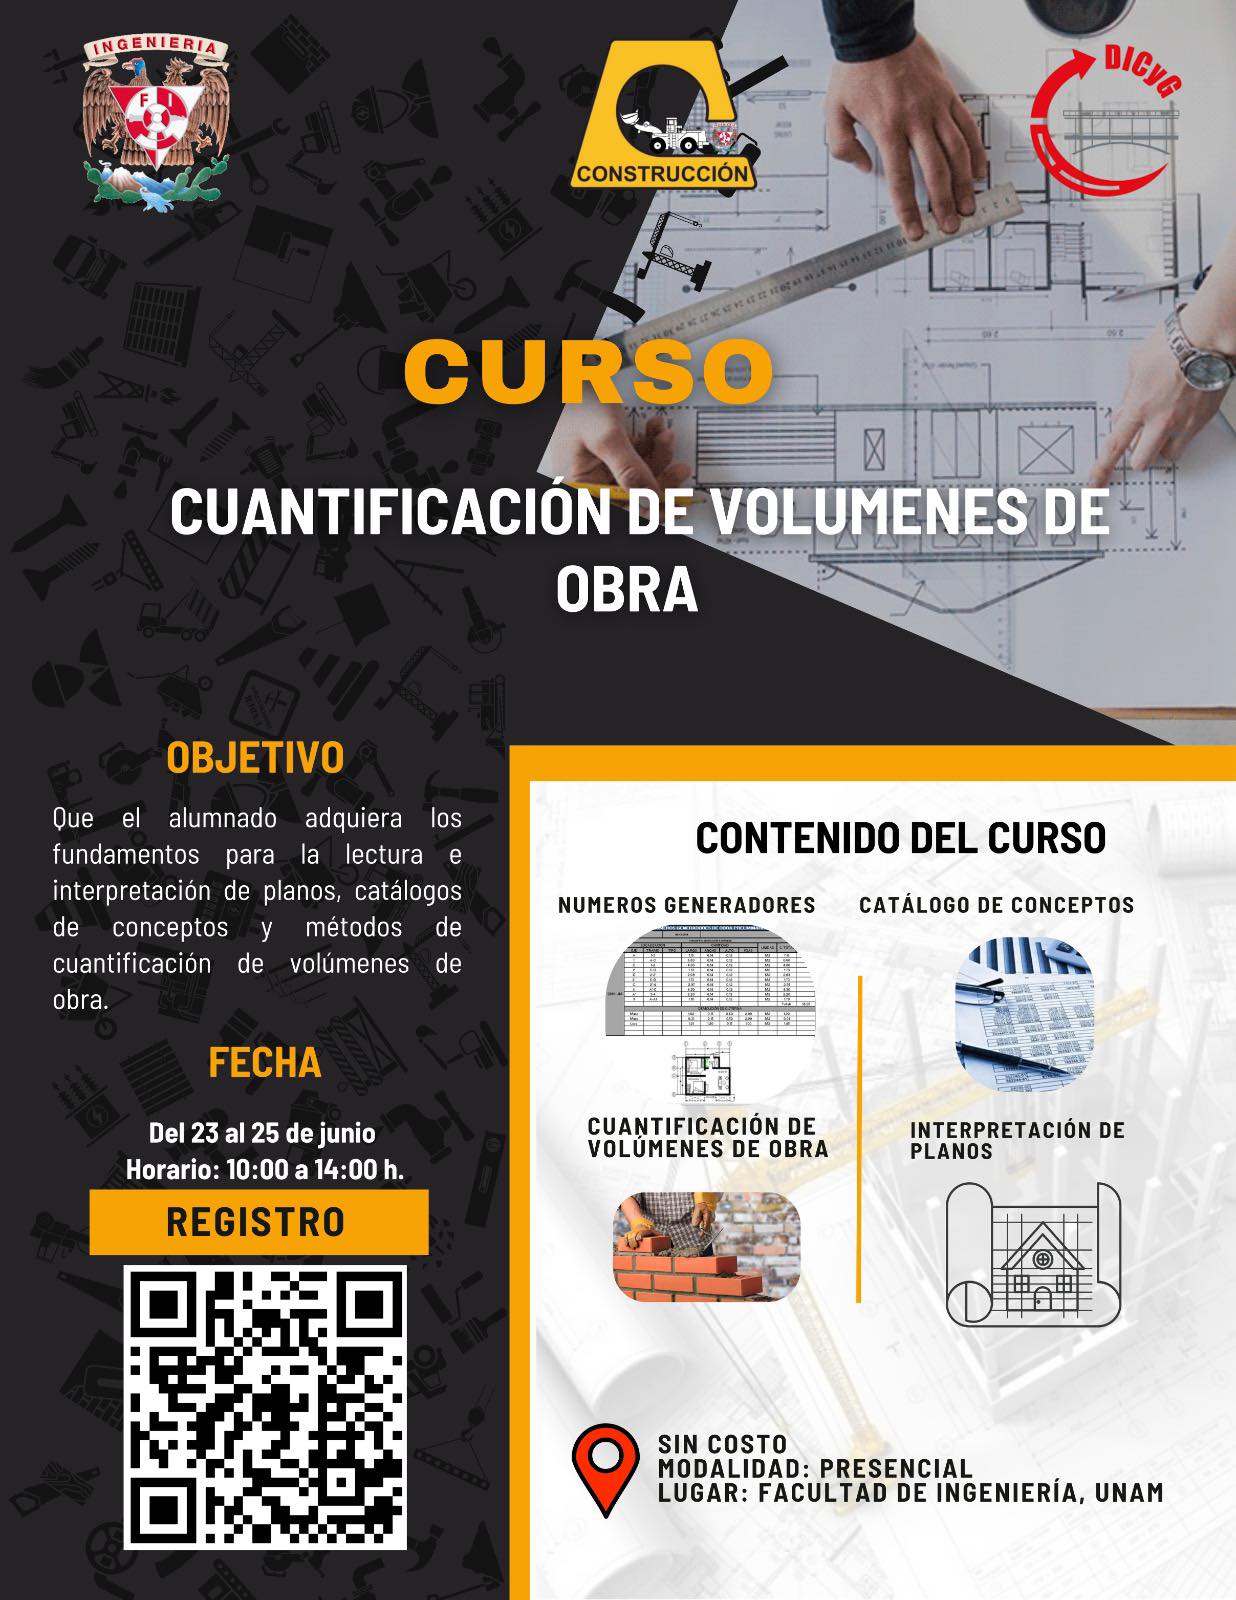 INGENIERIA
F I
CONSTRUCCIÓN
DICyG
CURSO
CUANTIFICACIÓN DE VOLUMENES DE
OBRA
OBJETIVO
Que el alumnado adquiera los
fundamentos para la lectura e
interpretación de planos, catálogos
de conceptos y métodos de
cuantificación de volúmenes de
obra.
FECHA
Del 23 al 25 de junio
Horario: 10:00 a 14:00 h.
REGISTRO
CONTENIDO DEL CURSO
NUMEROS GENERADORES
CATÁLOGO DE CONCEPTOS
CUANTIFICACIÓN DE
VOLÚMENES DE OBRA
INTERPRETACIÓN DE
PLANOS
SIN COSTO
MODALIDAD: PRESENCIAL
LUGAR: FACULTAD DE INGENIERÍA, UNAM